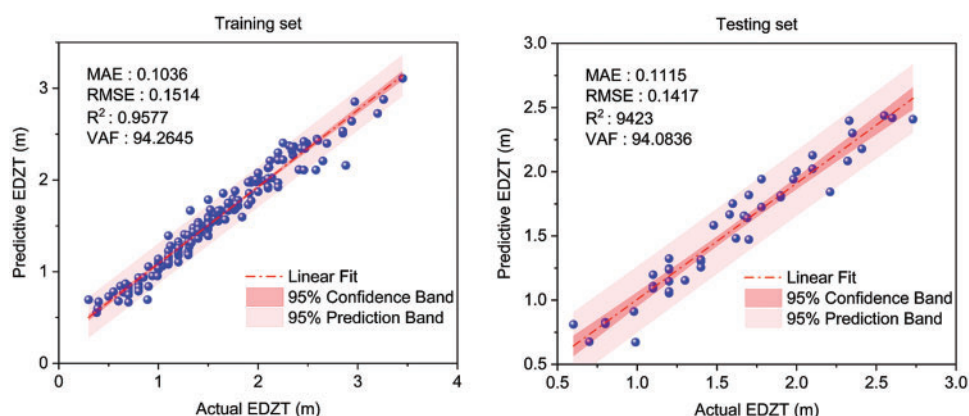 Training set
MAE : 0.1036
RMSE : 0.1514
R² : 0.9577
VAF : 94.2645
Linear Fit
95% Confidence Band
95% Prediction Band
Predictive EDZT (m)
3
2
1
0
0 1 2 3 4
Actual EDZT (m)
Testing set
MAE : 0.1115
RMSE : 0.1417
R² : 9423
VAF : 94.0836
Linear Fit
95% Confidence Band
95% Prediction Band
Predictive EDZT (m)
3.0
2.5
2.0
1.5
1.0
0.5
0.5 1.0 1.5 2.0 2.5 3.0
Actual EDZT (m)